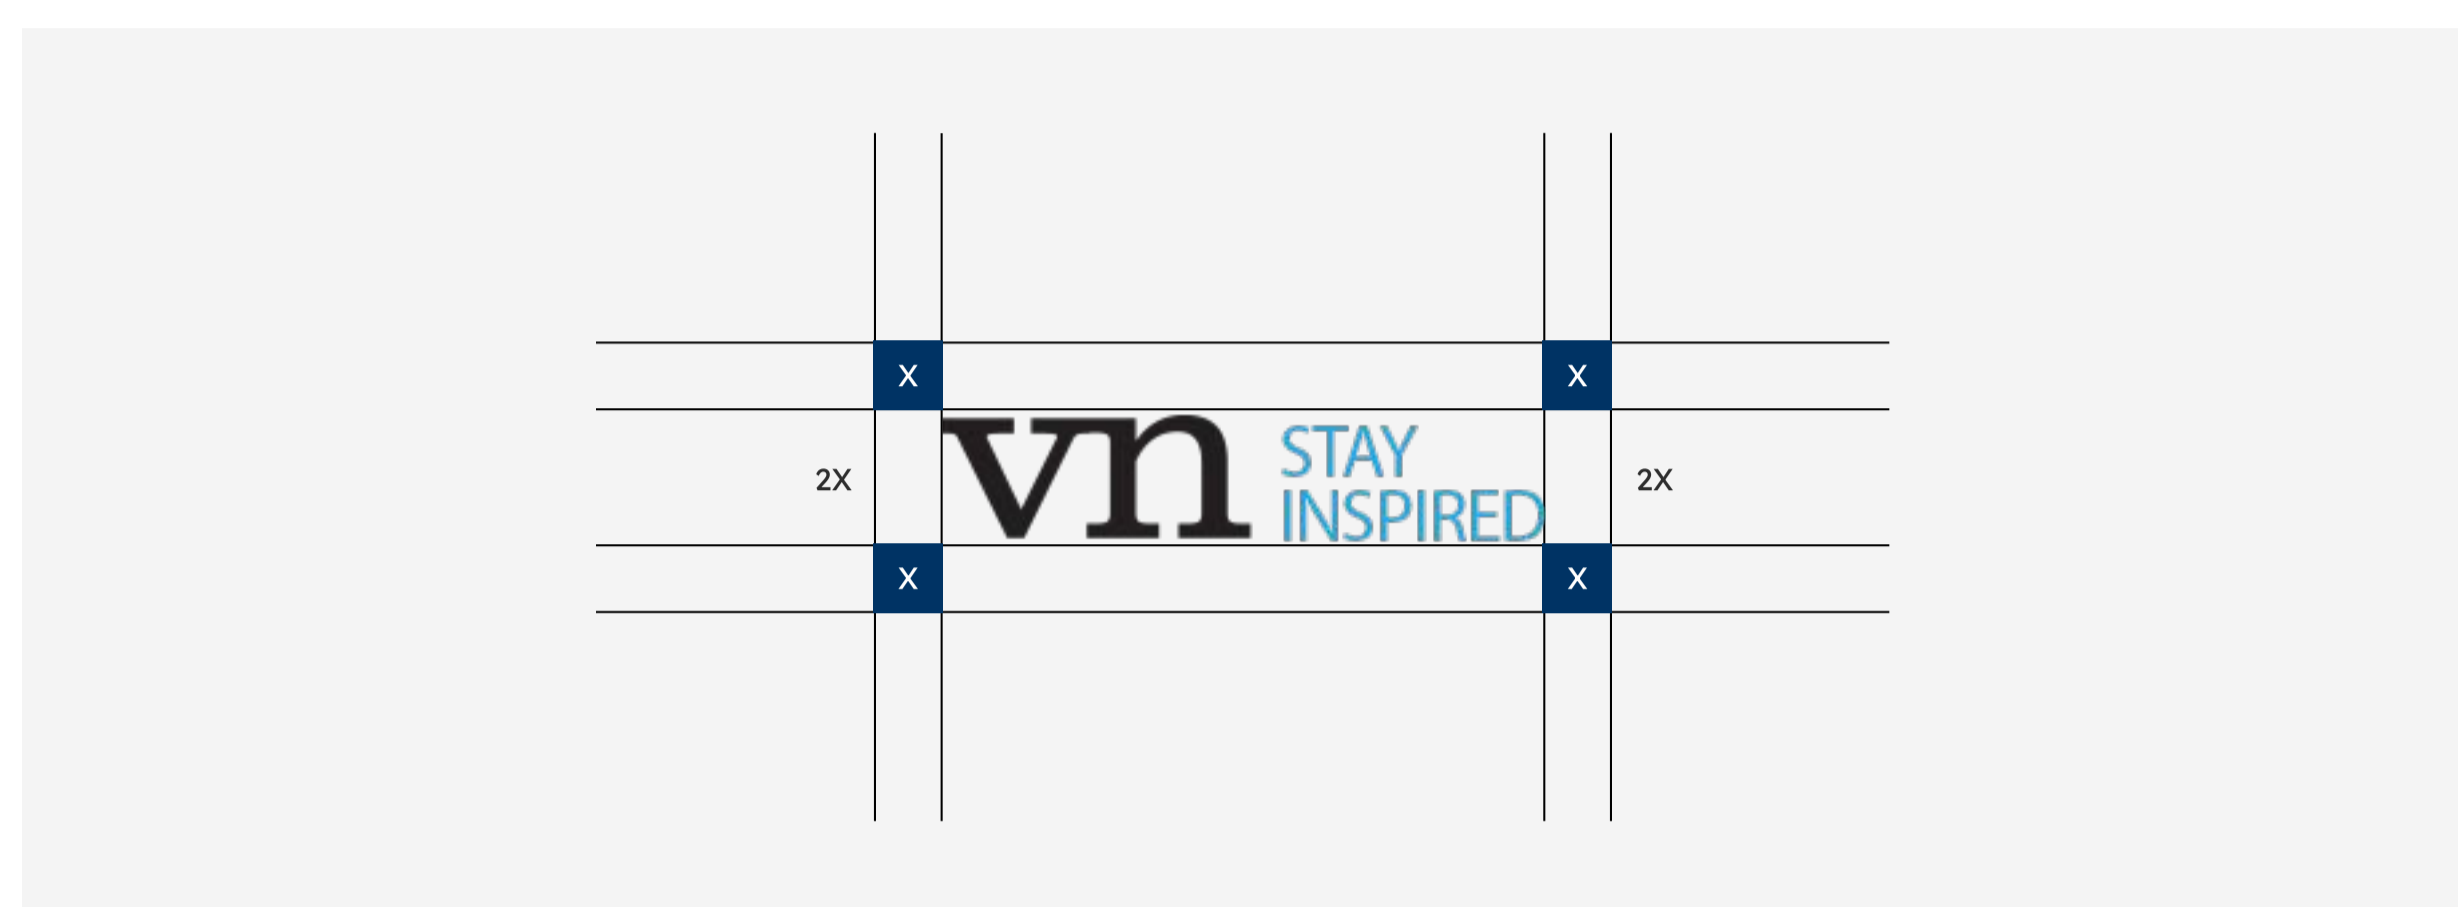 X X
2X vn STAY 2X
INSPIRED
X X